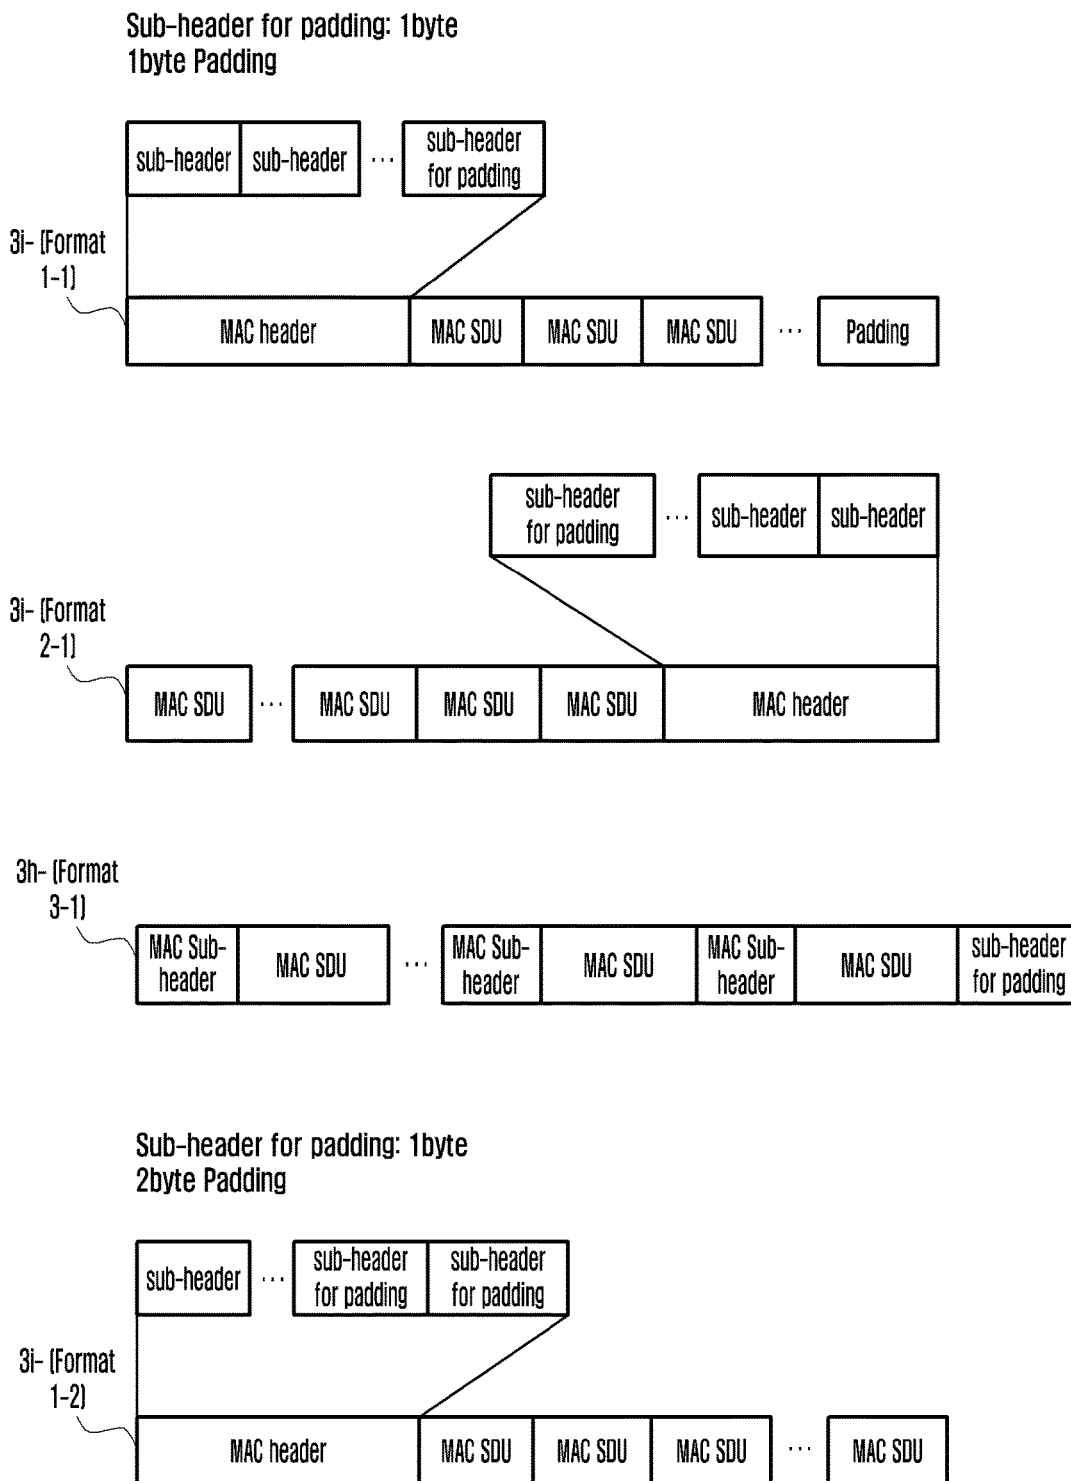 Sub-header for padding: 1byte
1byte Padding
sub-header sub-header ... sub-header
for padding
3i- (Format
1-1)
MAC header MAC SDU MAC SDU MAC SDU ... Padding
sub-header
for padding ... sub-header sub-header
3i- (Format
2-1)
MAC SDU ... MAC SDU MAC SDU MAC SDU MAC header
3h- (Format
3-1)
MAC Sub-
header MAC SDU ... MAC Sub-
header MAC SDU MAC Sub-
header MAC SDU sub-header
for padding
Sub-header for padding: 1byte
2byte Padding
sub-header ... sub-header
for padding sub-header
for padding
3i- (Format
1-2)
MAC header MAC SDU MAC SDU MAC SDU ... MAC SDU